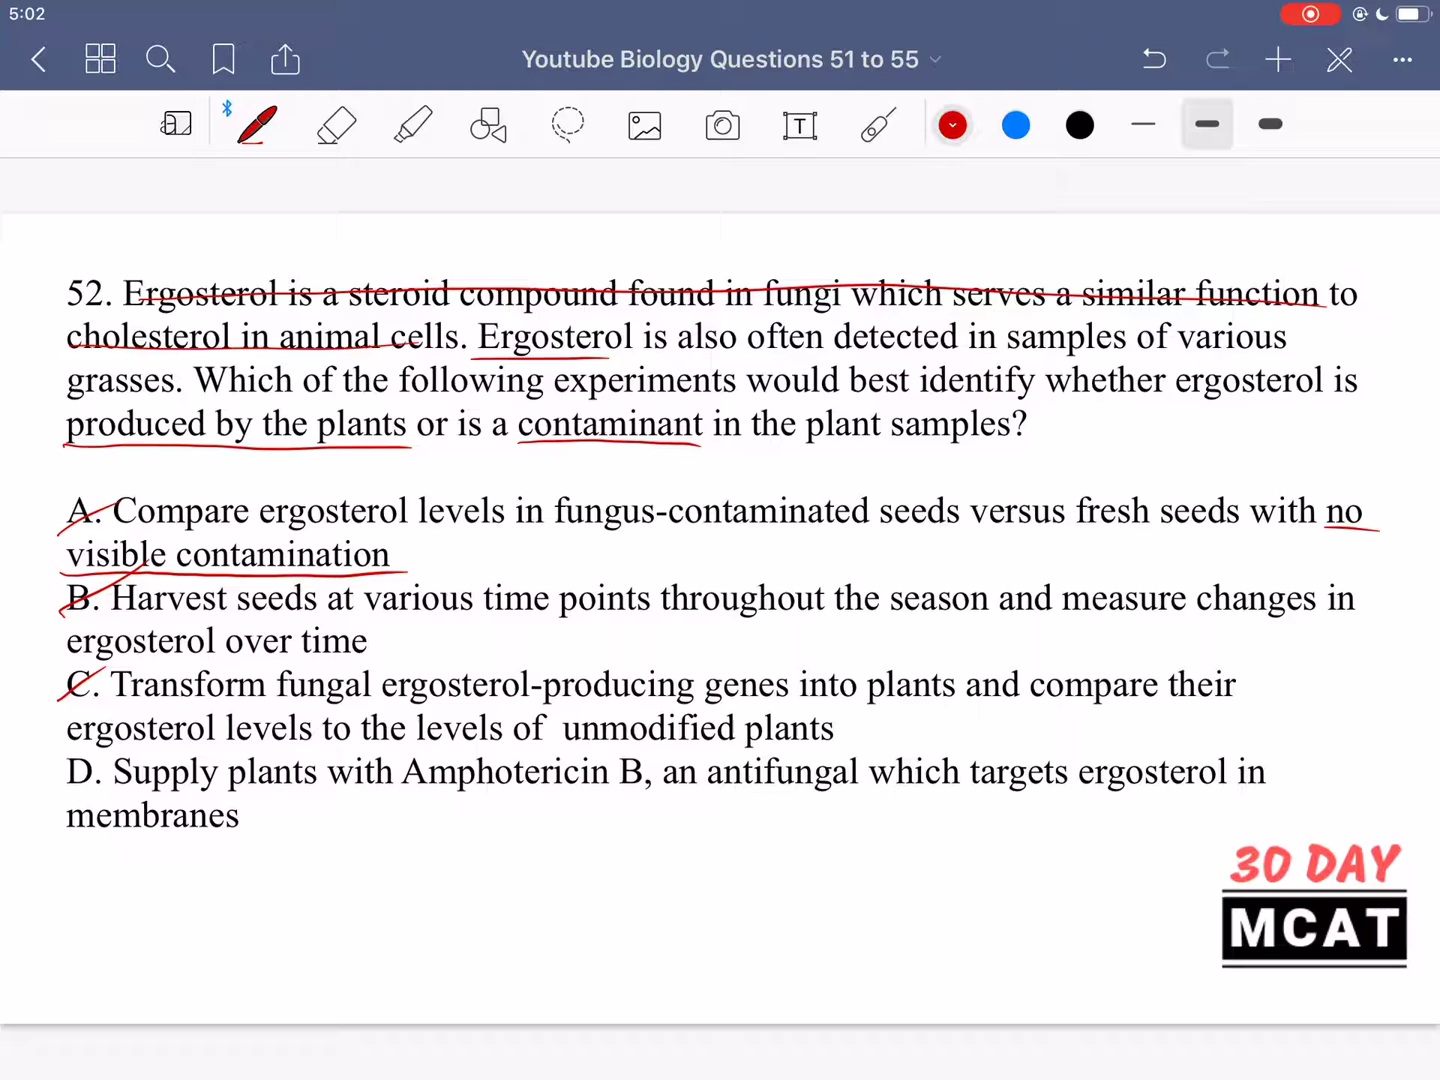 5:02
Youtube Biology Questions 51 to 55
T
52. Ergosterol is a steroid compound found in fungi which serves a similar function to
cholesterol in animal cells. Ergosterol is also often detected in samples of various
grasses. Which of the following experiments would best identify whether ergosterol is
produced by the plants or is a contaminant in the plant samples?
A. Compare ergosterol levels in fungus-contaminated seeds versus fresh seeds with no
visible contamination
B. Harvest seeds at various time points throughout the season and measure changes in
ergosterol over time
C. Transform fungal ergosterol-producing genes into plants and compare their
ergosterol levels to the levels of unmodified plants
D. Supply plants with Amphotericin B, an antifungal which targets ergosterol in
membranes
30 DAY
MCAT